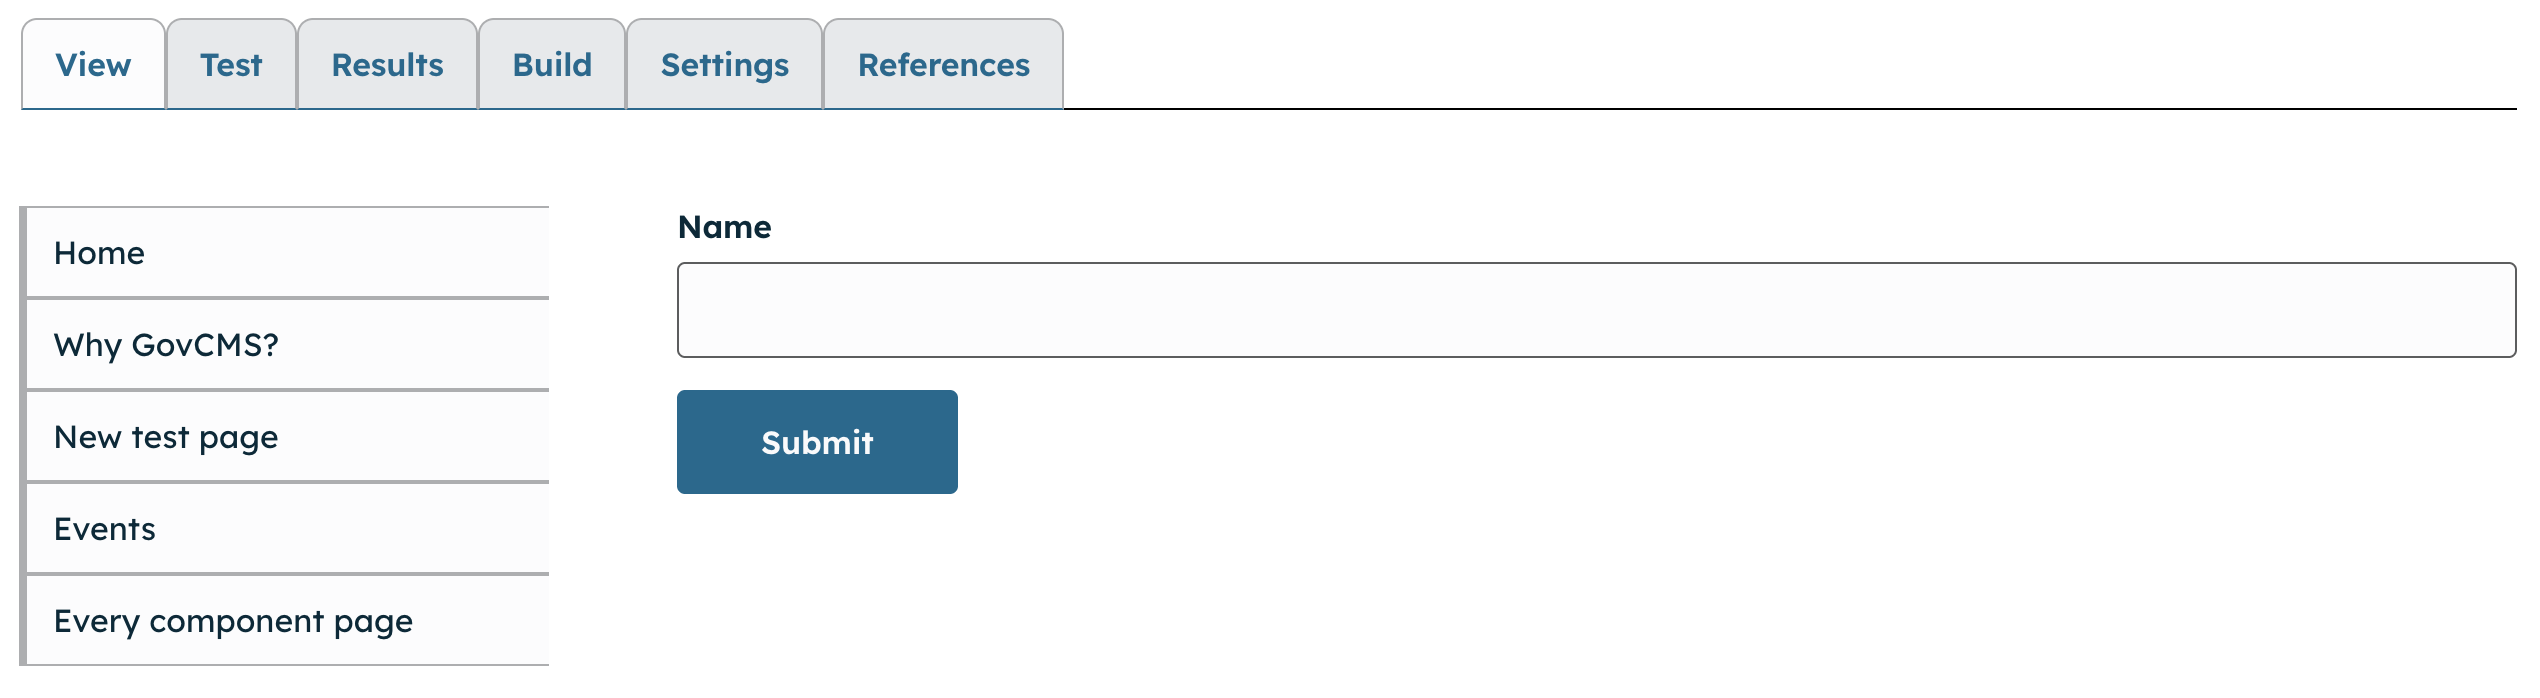 View Test Results Build Settings References
Home
Why GovCMS?
New test page
Events
Every component page
Name
Submit